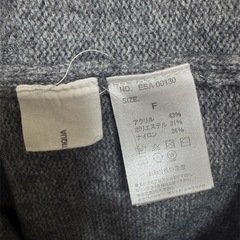 NO. ESA-00130
SIZE.
F
アクリル 43%
ポリエステル 31%
ナイロン 26%